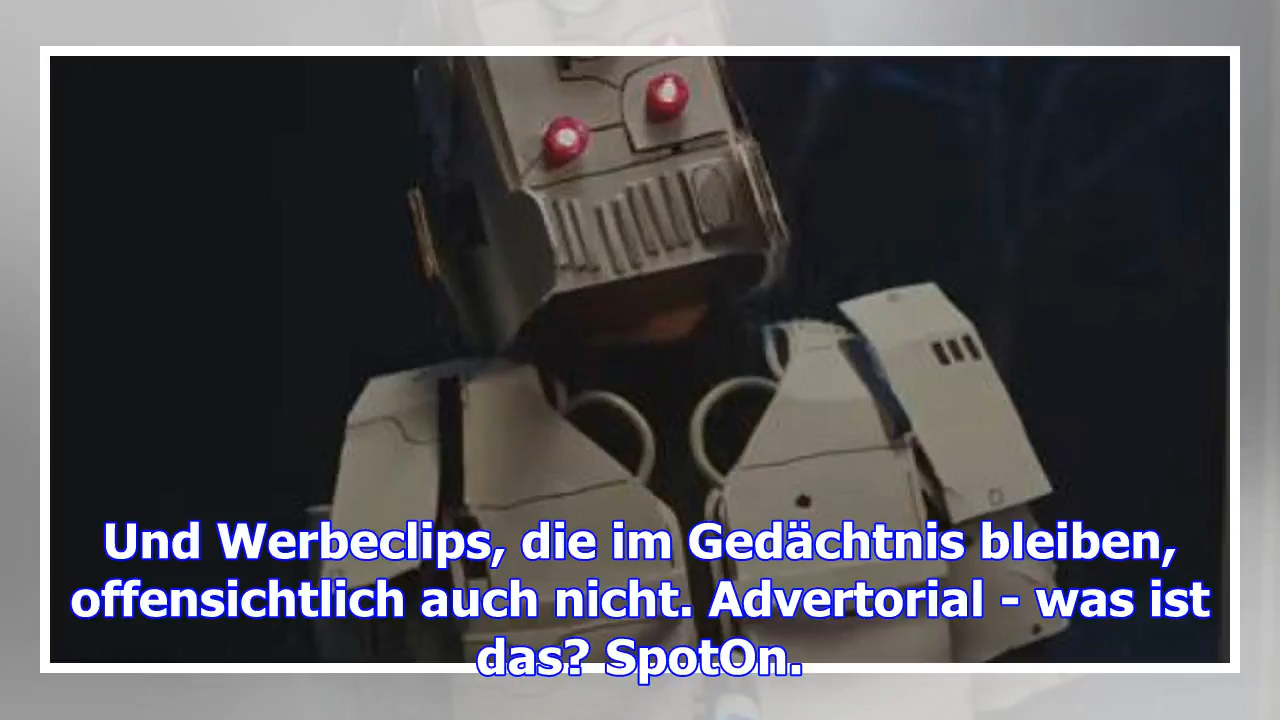 Und Werbeclips, die im Gedächtnis bleiben,
offensichtlich auch nicht. Advertorial - was ist
das? SpotOn.